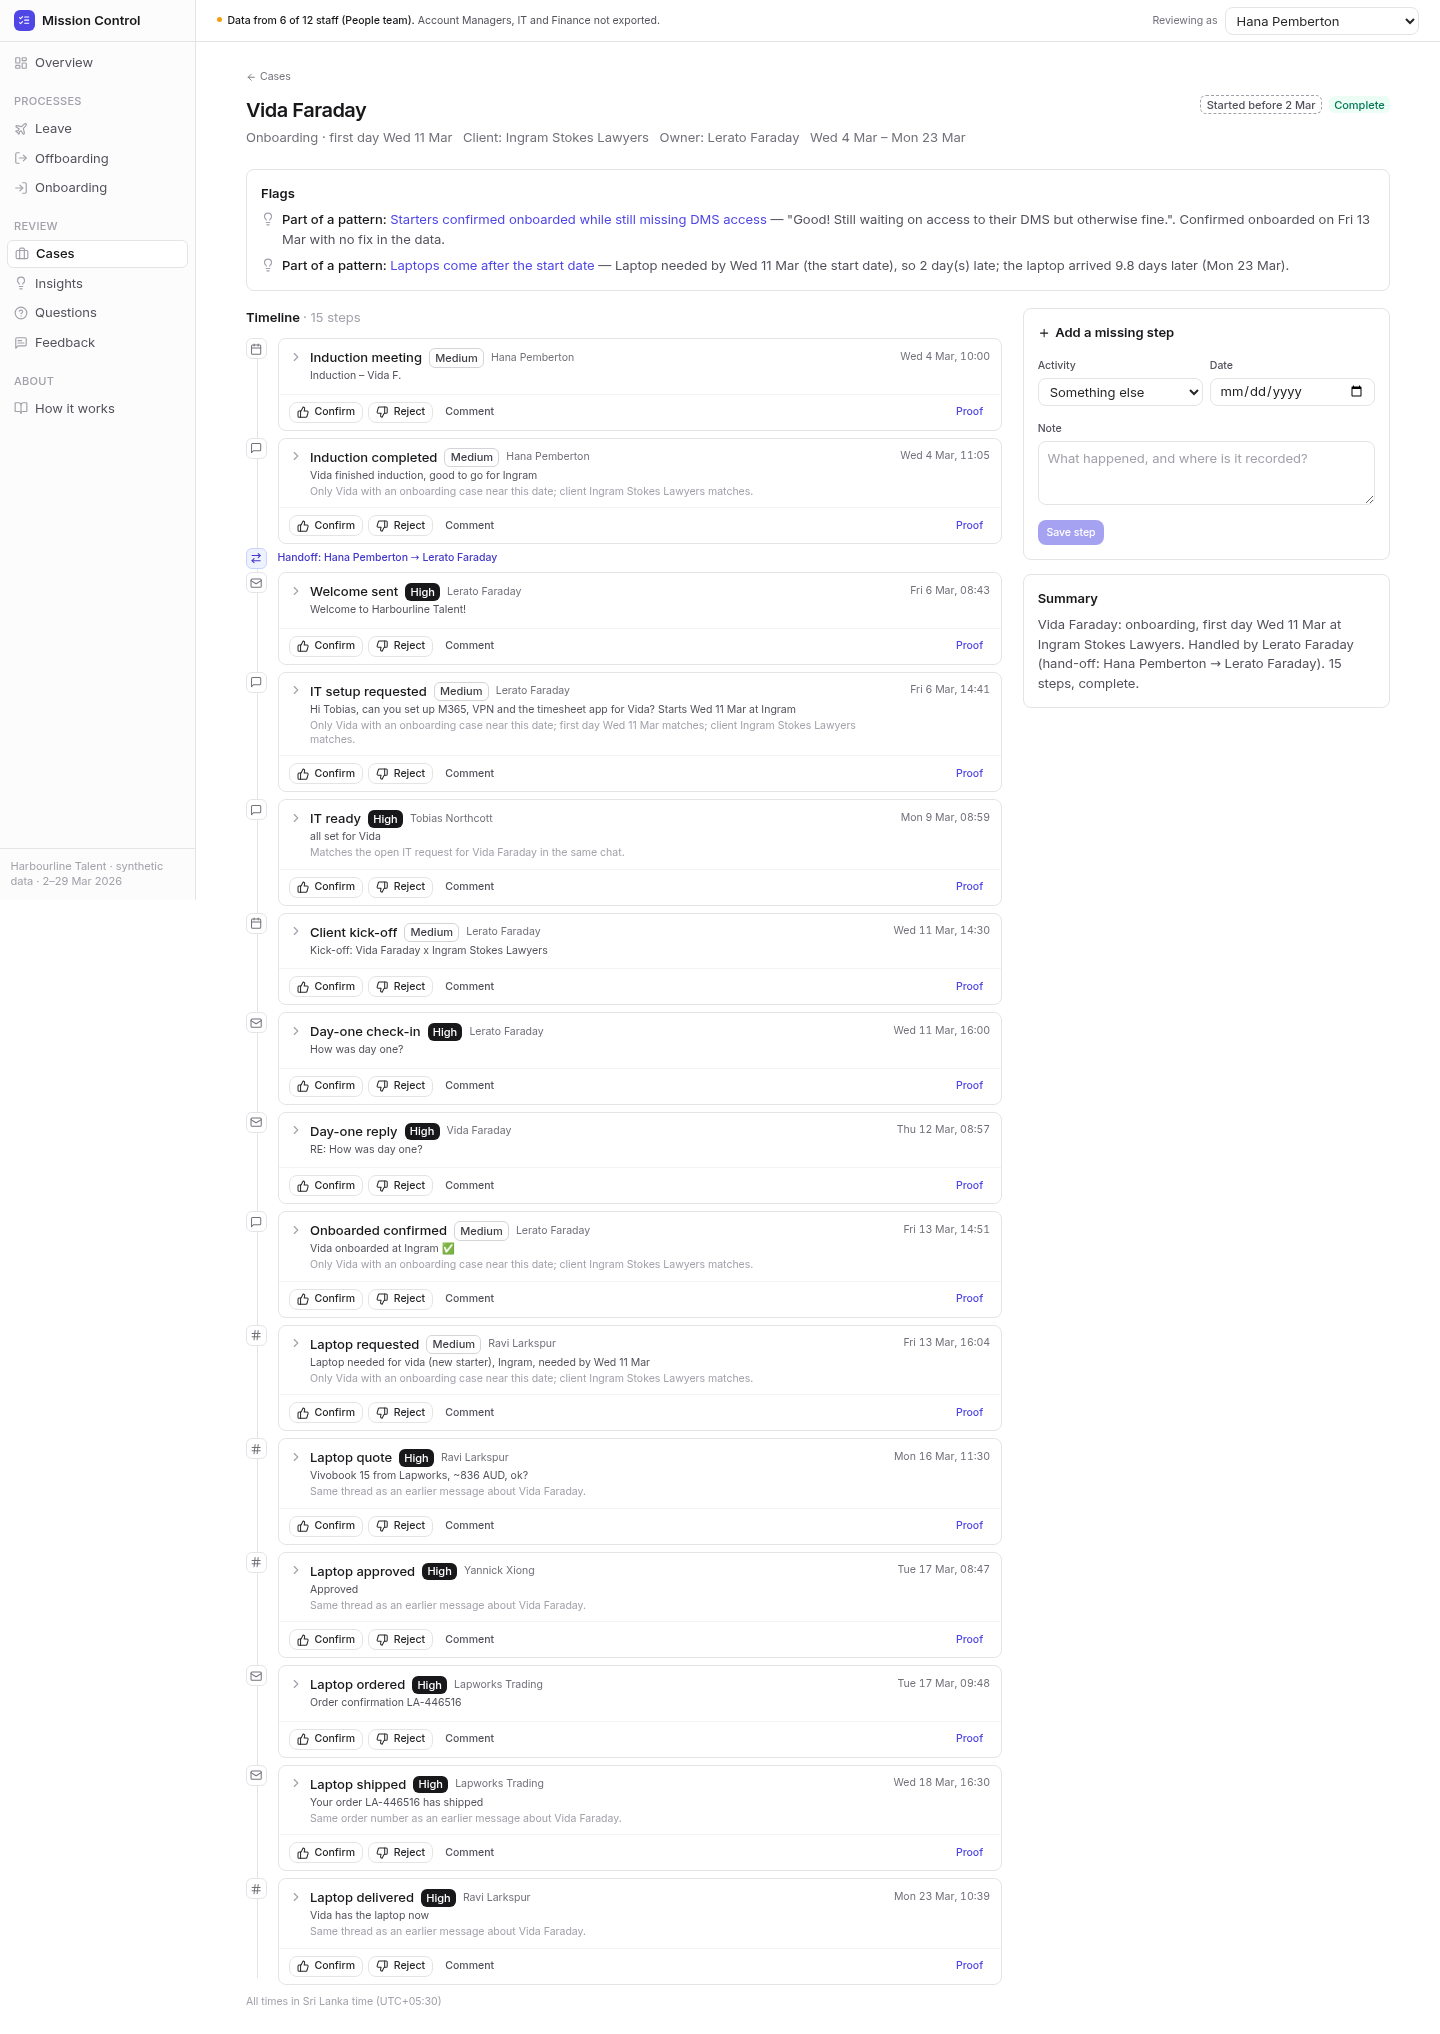 Mission Control
Data from 6 of 12 staff (People team). Account Managers, IT and Finance not exported.
Reviewing as
Hana Pemberton
Overview
PROCESSES
Leave
Offboarding
Onboarding
REVIEW
Cases
Insights
Questions
Feedback
ABOUT
How it works
Harbourline Talent · synthetic
data · 2–29 Mar 2026
← Cases
Vida Faraday
Started before 2 Mar
Complete
Onboarding · first day Wed 11 Mar Client: Ingram Stokes Lawyers Owner: Lerato Faraday Wed 4 Mar – Mon 23 Mar
Flags
Part of a pattern: Starters confirmed onboarded while still missing DMS access — "Good! Still waiting on access to their DMS but otherwise fine.". Confirmed onboarded on Fri 13
Mar with no fix in the data.
Part of a pattern: Laptops come after the start date — Laptop needed by Wed 11 Mar (the start date), so 2 day(s) late; the laptop arrived 9.8 days later (Mon 23 Mar).
Timeline · 15 steps
Induction meeting Medium Hana Pemberton Wed 4 Mar, 10:00
Induction – Vida F.
Confirm Reject Comment Proof
Induction completed Medium Hana Pemberton Wed 4 Mar, 11:05
Vida finished induction, good to go for Ingram
Only Vida with an onboarding case near this date; client Ingram Stokes Lawyers matches.
Confirm Reject Comment Proof
Handoff: Hana Pemberton → Lerato Faraday
Welcome sent High Lerato Faraday Fri 6 Mar, 08:43
Welcome to Harbourline Talent!
Confirm Reject Comment Proof
IT setup requested Medium Lerato Faraday Fri 6 Mar, 14:41
Hi Tobias, can you set up M365, VPN and the timesheet app for Vida? Starts Wed 11 Mar at Ingram
Only Vida with an onboarding case near this date; first day Wed 11 Mar matches; client Ingram Stokes Lawyers
matches.
Confirm Reject Comment Proof
IT ready High Tobias Northcott Mon 9 Mar, 08:59
all set for Vida
Matches the open IT request for Vida Faraday in the same chat.
Confirm Reject Comment Proof
Client kick-off Medium Lerato Faraday Wed 11 Mar, 14:30
Kick-off: Vida Faraday x Ingram Stokes Lawyers
Confirm Reject Comment Proof
Day-one check-in High Lerato Faraday Wed 11 Mar, 16:00
How was day one?
Confirm Reject Comment Proof
Day-one reply High Vida Faraday Thu 12 Mar, 08:57
RE: How was day one?
Confirm Reject Comment Proof
Onboarded confirmed Medium Lerato Faraday Fri 13 Mar, 14:51
Vida onboarded at Ingram ✅
Only Vida with an onboarding case near this date; client Ingram Stokes Lawyers matches.
Confirm Reject Comment Proof
Laptop requested Medium Ravi Larkspur Fri 13 Mar, 16:04
Laptop needed for vida (new starter), Ingram, needed by Wed 11 Mar
Only Vida with an onboarding case near this date; client Ingram Stokes Lawyers matches.
Confirm Reject Comment Proof
Laptop quote High Ravi Larkspur Mon 16 Mar, 11:30
Vivobook 15 from Lapworks, ~836 AUD, ok?
Same thread as an earlier message about Vida Faraday.
Confirm Reject Comment Proof
Laptop approved High Yannick Xiong Tue 17 Mar, 08:47
Approved
Same thread as an earlier message about Vida Faraday.
Confirm Reject Comment Proof
Laptop ordered High Lapworks Trading Tue 17 Mar, 09:48
Order confirmation LA-446516
Confirm Reject Comment Proof
Laptop shipped High Lapworks Trading Wed 18 Mar, 16:30
Your order LA-446516 has shipped
Same order number as an earlier message about Vida Faraday.
Confirm Reject Comment Proof
Laptop delivered High Ravi Larkspur Mon 23 Mar, 10:39
Vida has the laptop now
Same thread as an earlier message about Vida Faraday.
Confirm Reject Comment Proof
All times in Sri Lanka time (UTC+05:30)
+ Add a missing step
Activity Date
Something else mm/dd/yyyy
Note
What happened, and where is it recorded?
Save step
Summary
Vida Faraday: onboarding, first day Wed 11 Mar at
Ingram Stokes Lawyers. Handled by Lerato Faraday
(hand-off: Hana Pemberton → Lerato Faraday). 15
steps, complete.